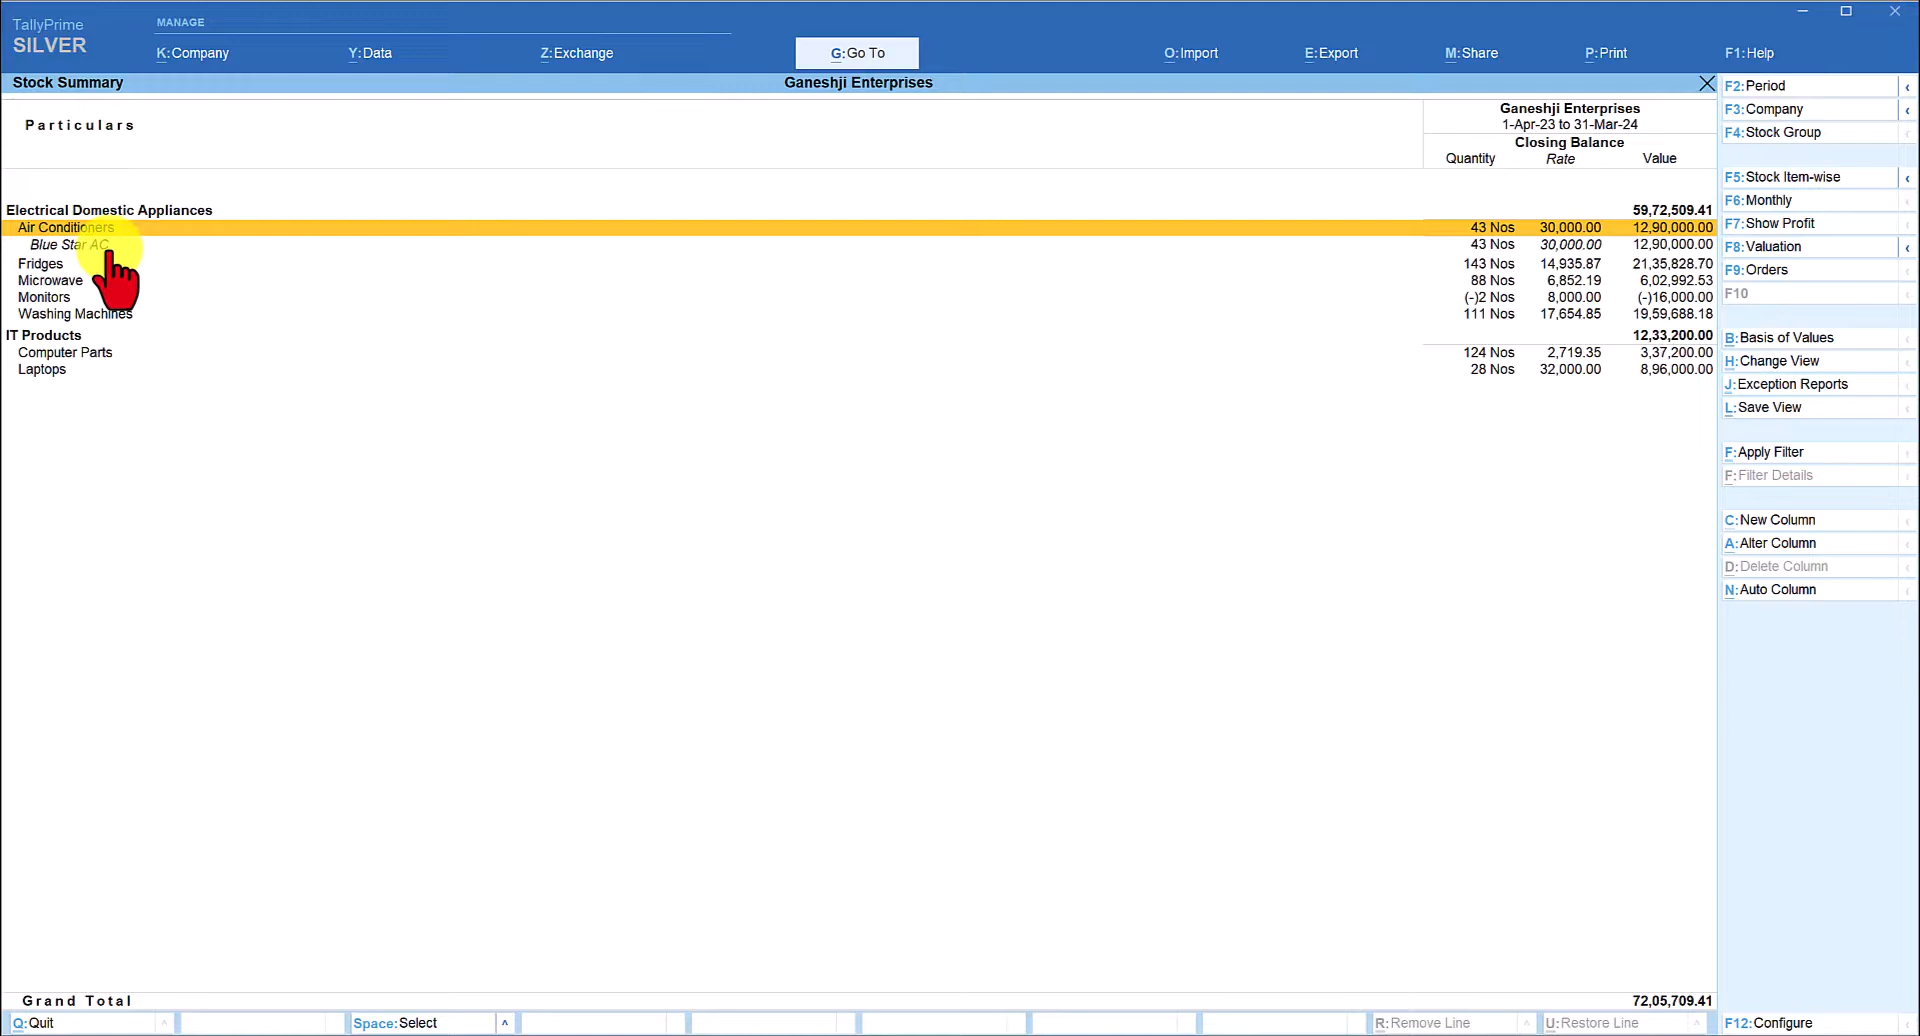 TallyPrime
SILVER
MANAGE
K:Company Y:Data Z:Exchange G:Go To O:Import E:Export M:Share P:Print F1:Help
Stock Summary Ganeshji Enterprises
Particulars
Ganeshji Enterprises
1-Apr-23 to 31-Mar-24
Closing Balance
Quantity Rate Value
Electrical Domestic Appliances 59,72,509.41
Air Conditioners 43 Nos 30,000.00 12,90,000.00
Blue Star AC 43 Nos 30,000.00 12,90,000.00
Fridges 143 Nos 14,935.87 21,35,828.70
Microwave 88 Nos 6,852.19 6,02,992.53
Monitors (-)2 Nos 8,000.00 (-)16,000.00
Washing Machines 111 Nos 17,654.85 19,59,688.18
IT Products 12,33,200.00
Computer Parts 124 Nos 2,719.35 3,37,200.00
Laptops 28 Nos 32,000.00 8,96,000.00
Grand Total 72,05,709.41
F2:Period
F3:Company
F4:Stock Group
F5:Stock Item-wise
F6:Monthly
F7:Show Profit
F8:Valuation
F9:Orders
F10
B:Basis of Values
H:Change View
J:Exception Reports
L:Save View
F:Apply Filter
F:Filter Details
C:New Column
A:Alter Column
D:Delete Column
N:Auto Column
Q:Quit Space:Select R:Remove Line U:Restore Line F12:Configure